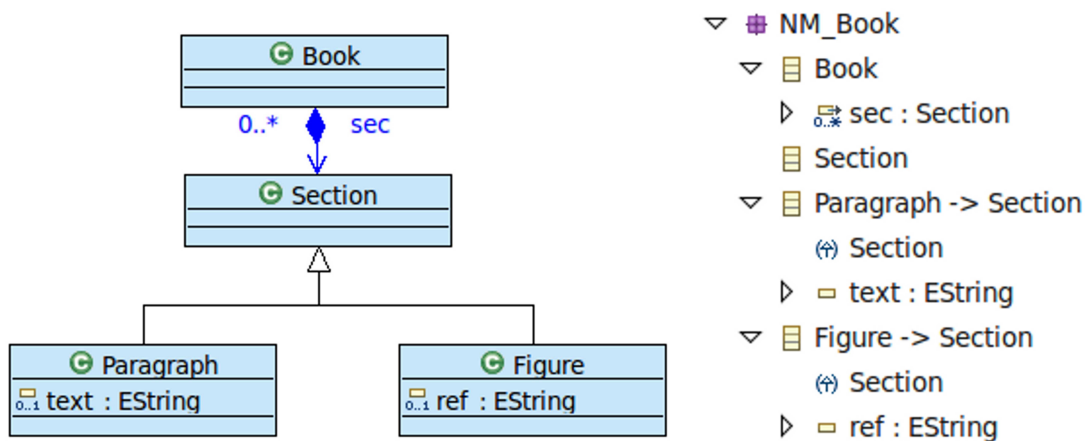 Book
0..* sec
Section
Paragraph
0..1 text : EString
Figure
0..1 ref : EString
NM_Book
Book
0..* sec : Section
Section
Paragraph -> Section
Section
text : EString
Figure -> Section
Section
ref : EString